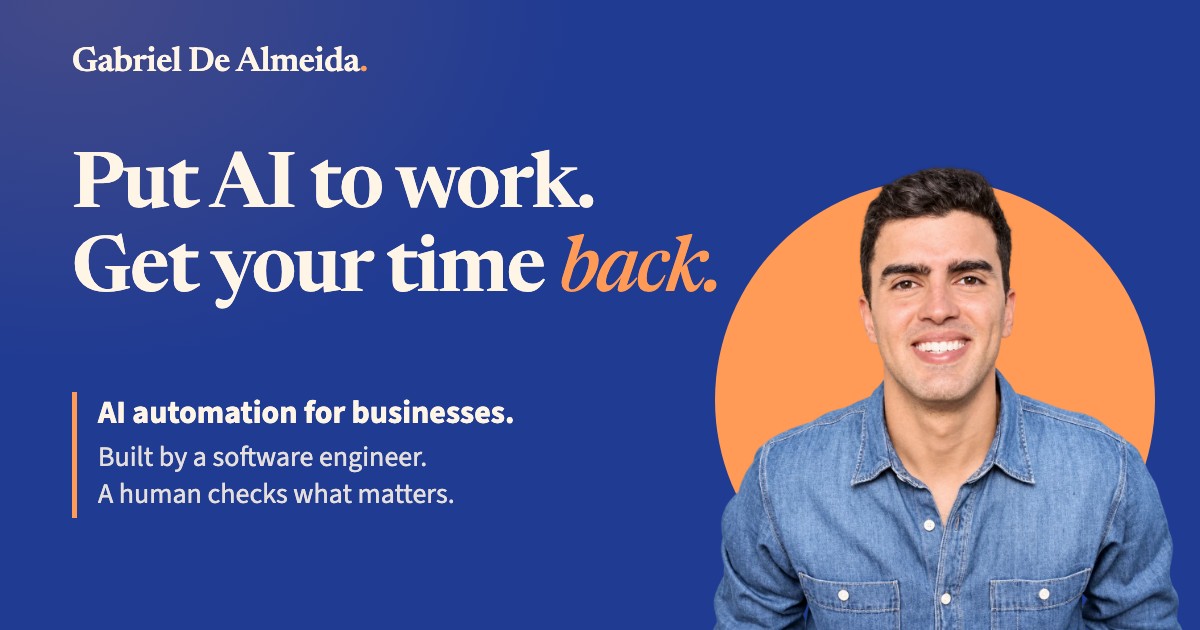 Gabriel De Almeida.
Put AI to work.
Get your time back.
AI automation for businesses.
Built by a software engineer.
A human checks what matters.